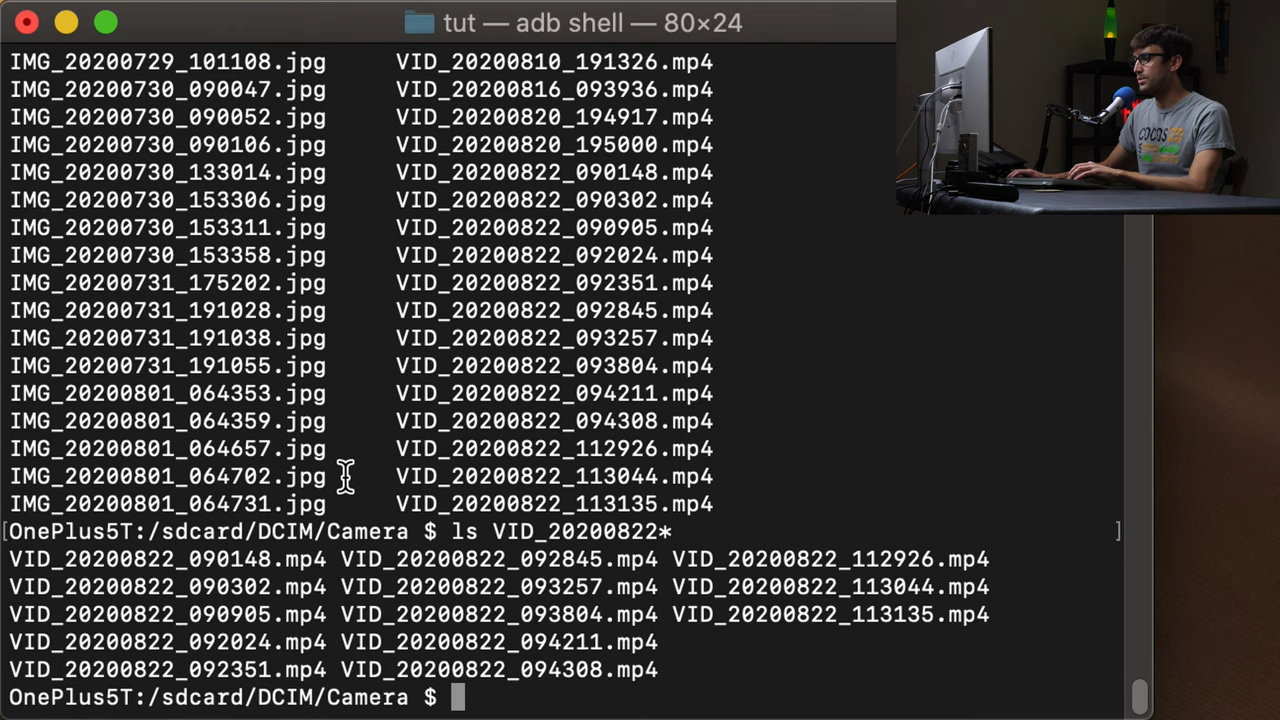 tut — adb shell — 80×24
IMG_20200729_101108.jpg VID_20200810_191326.mp4
IMG_20200730_090047.jpg VID_20200816_093936.mp4
IMG_20200730_090052.jpg VID_20200820_194917.mp4
IMG_20200730_090106.jpg VID_20200820_195000.mp4
IMG_20200730_133014.jpg VID_20200822_090148.mp4
IMG_20200730_153306.jpg VID_20200822_090302.mp4
IMG_20200730_153311.jpg VID_20200822_090905.mp4
IMG_20200730_153358.jpg VID_20200822_092024.mp4
IMG_20200731_175202.jpg VID_20200822_092351.mp4
IMG_20200731_191028.jpg VID_20200822_092845.mp4
IMG_20200731_191038.jpg VID_20200822_093257.mp4
IMG_20200731_191055.jpg VID_20200822_093804.mp4
IMG_20200801_064353.jpg VID_20200822_094211.mp4
IMG_20200801_064359.jpg VID_20200822_094308.mp4
IMG_20200801_064657.jpg VID_20200822_112926.mp4
IMG_20200801_064702.jpg VID_20200822_113044.mp4
IMG_20200801_064731.jpg VID_20200822_113135.mp4
[OnePlus5T:/sdcard/DCIM/Camera $ ls VID_20200822* ]
VID_20200822_090148.mp4 VID_20200822_092845.mp4 VID_20200822_112926.mp4
VID_20200822_090302.mp4 VID_20200822_093257.mp4 VID_20200822_113044.mp4
VID_20200822_090905.mp4 VID_20200822_093804.mp4 VID_20200822_113135.mp4
VID_20200822_092024.mp4 VID_20200822_094211.mp4
VID_20200822_092351.mp4 VID_20200822_094308.mp4
OnePlus5T:/sdcard/DCIM/Camera $